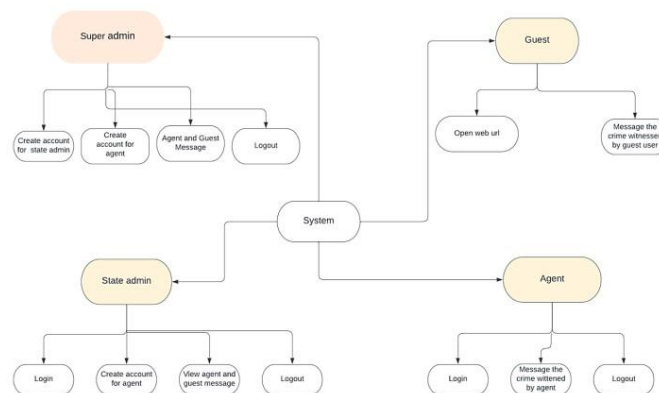 Super admin
Guest
Create account
for state admin
Create
account for
agent
Agent and Guest
Message
Logout
Open web url
Message the
crime witnessed
by guest user
System
State admin
Agent
Login
Create account
for agent
View agent and
guest message
Logout
Login
Message the
crime wittened
by agent
Logout